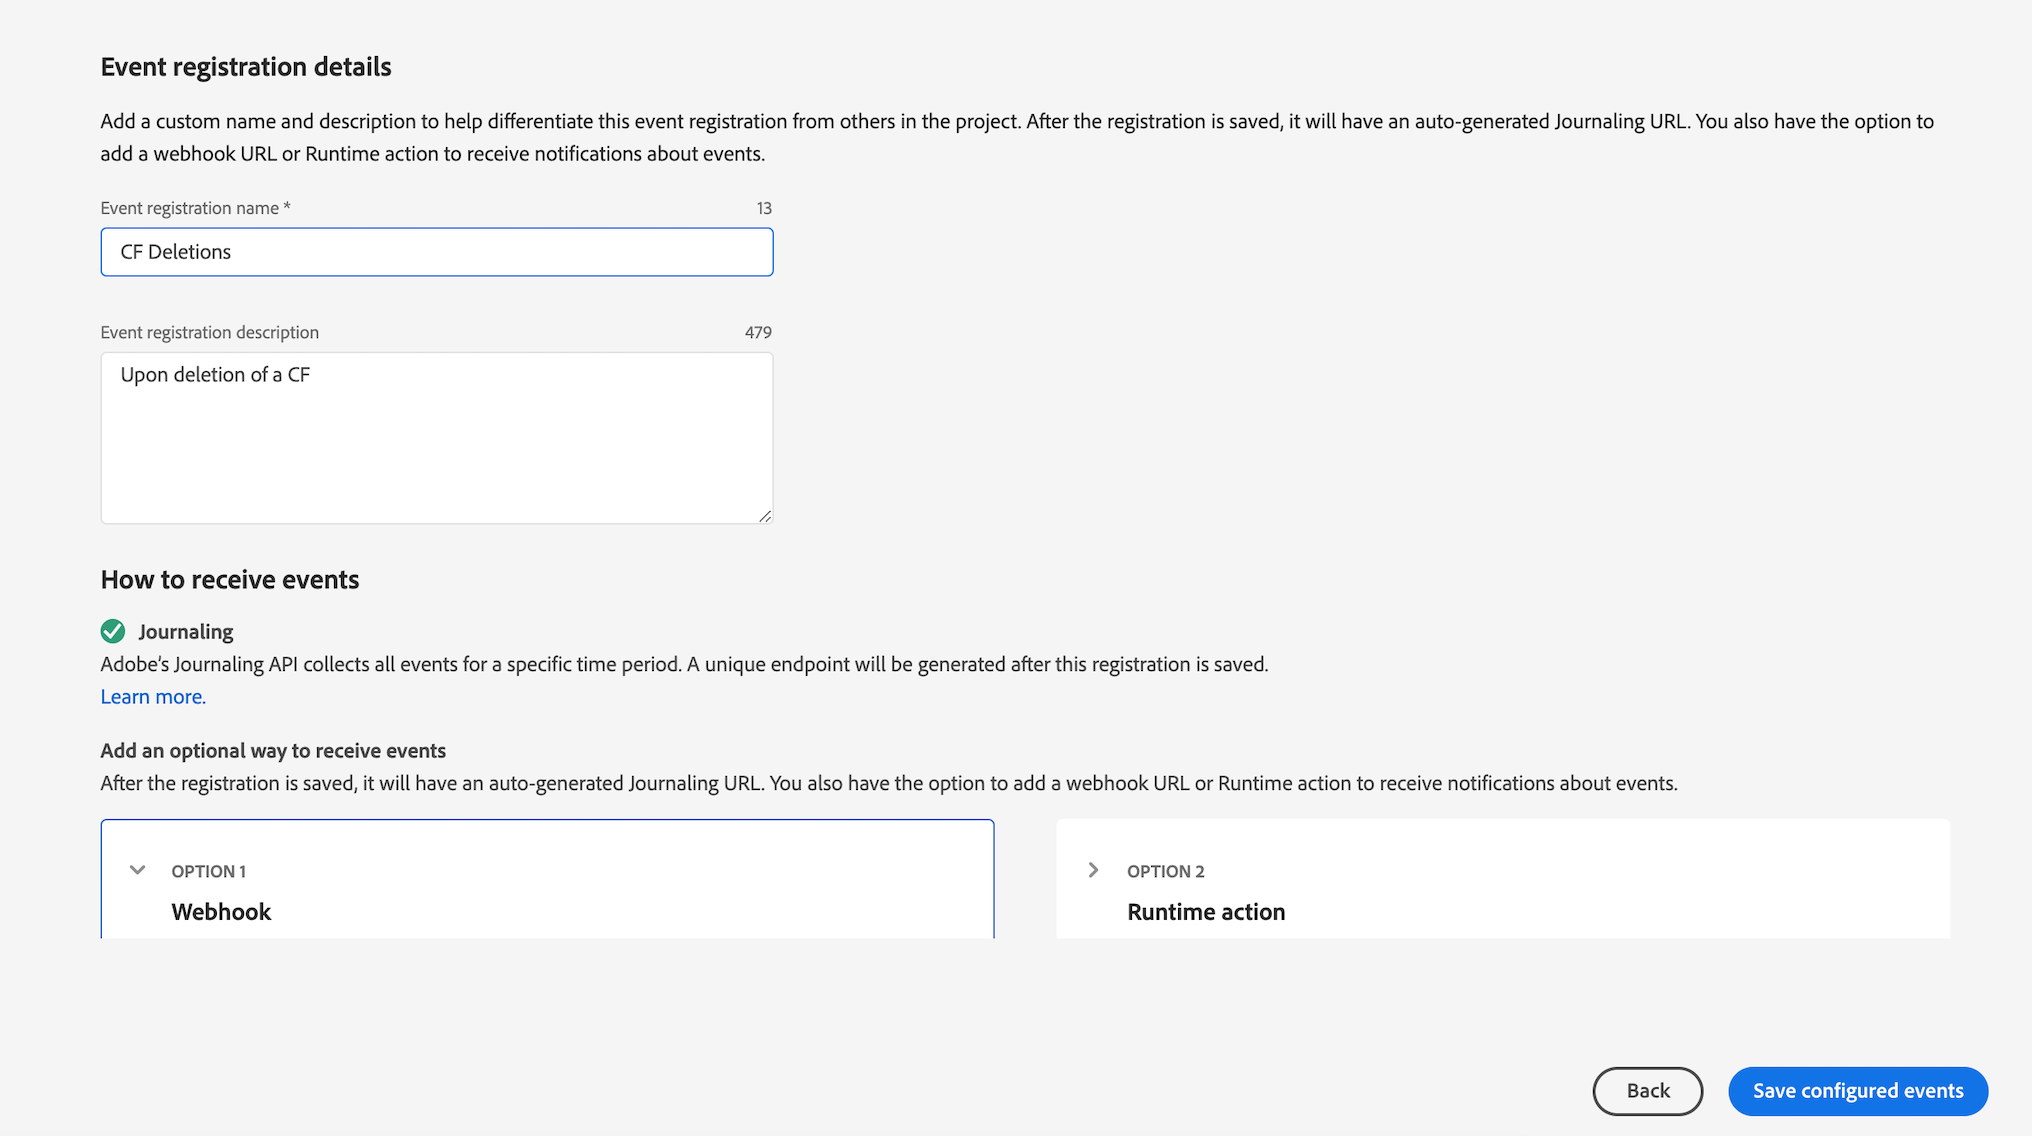 Event registration details
Add a custom name and description to help differentiate this event registration from others in the project. After the registration is saved, it will have an auto-generated Journaling URL. You also have the option to
add a webhook URL or Runtime action to receive notifications about events.
Event registration name *
13
CF Deletions
Event registration description
479
Upon deletion of a CF
How to receive events
Journaling
Adobe's Journaling API collects all events for a specific time period. A unique endpoint will be generated after this registration is saved.
Learn more.
Add an optional way to receive events
After the registration is saved, it will have an auto-generated Journaling URL. You also have the option to add a webhook URL or Runtime action to receive notifications about events.
OPTION 1
Webhook
OPTION 2
Runtime action
Back
Save configured events